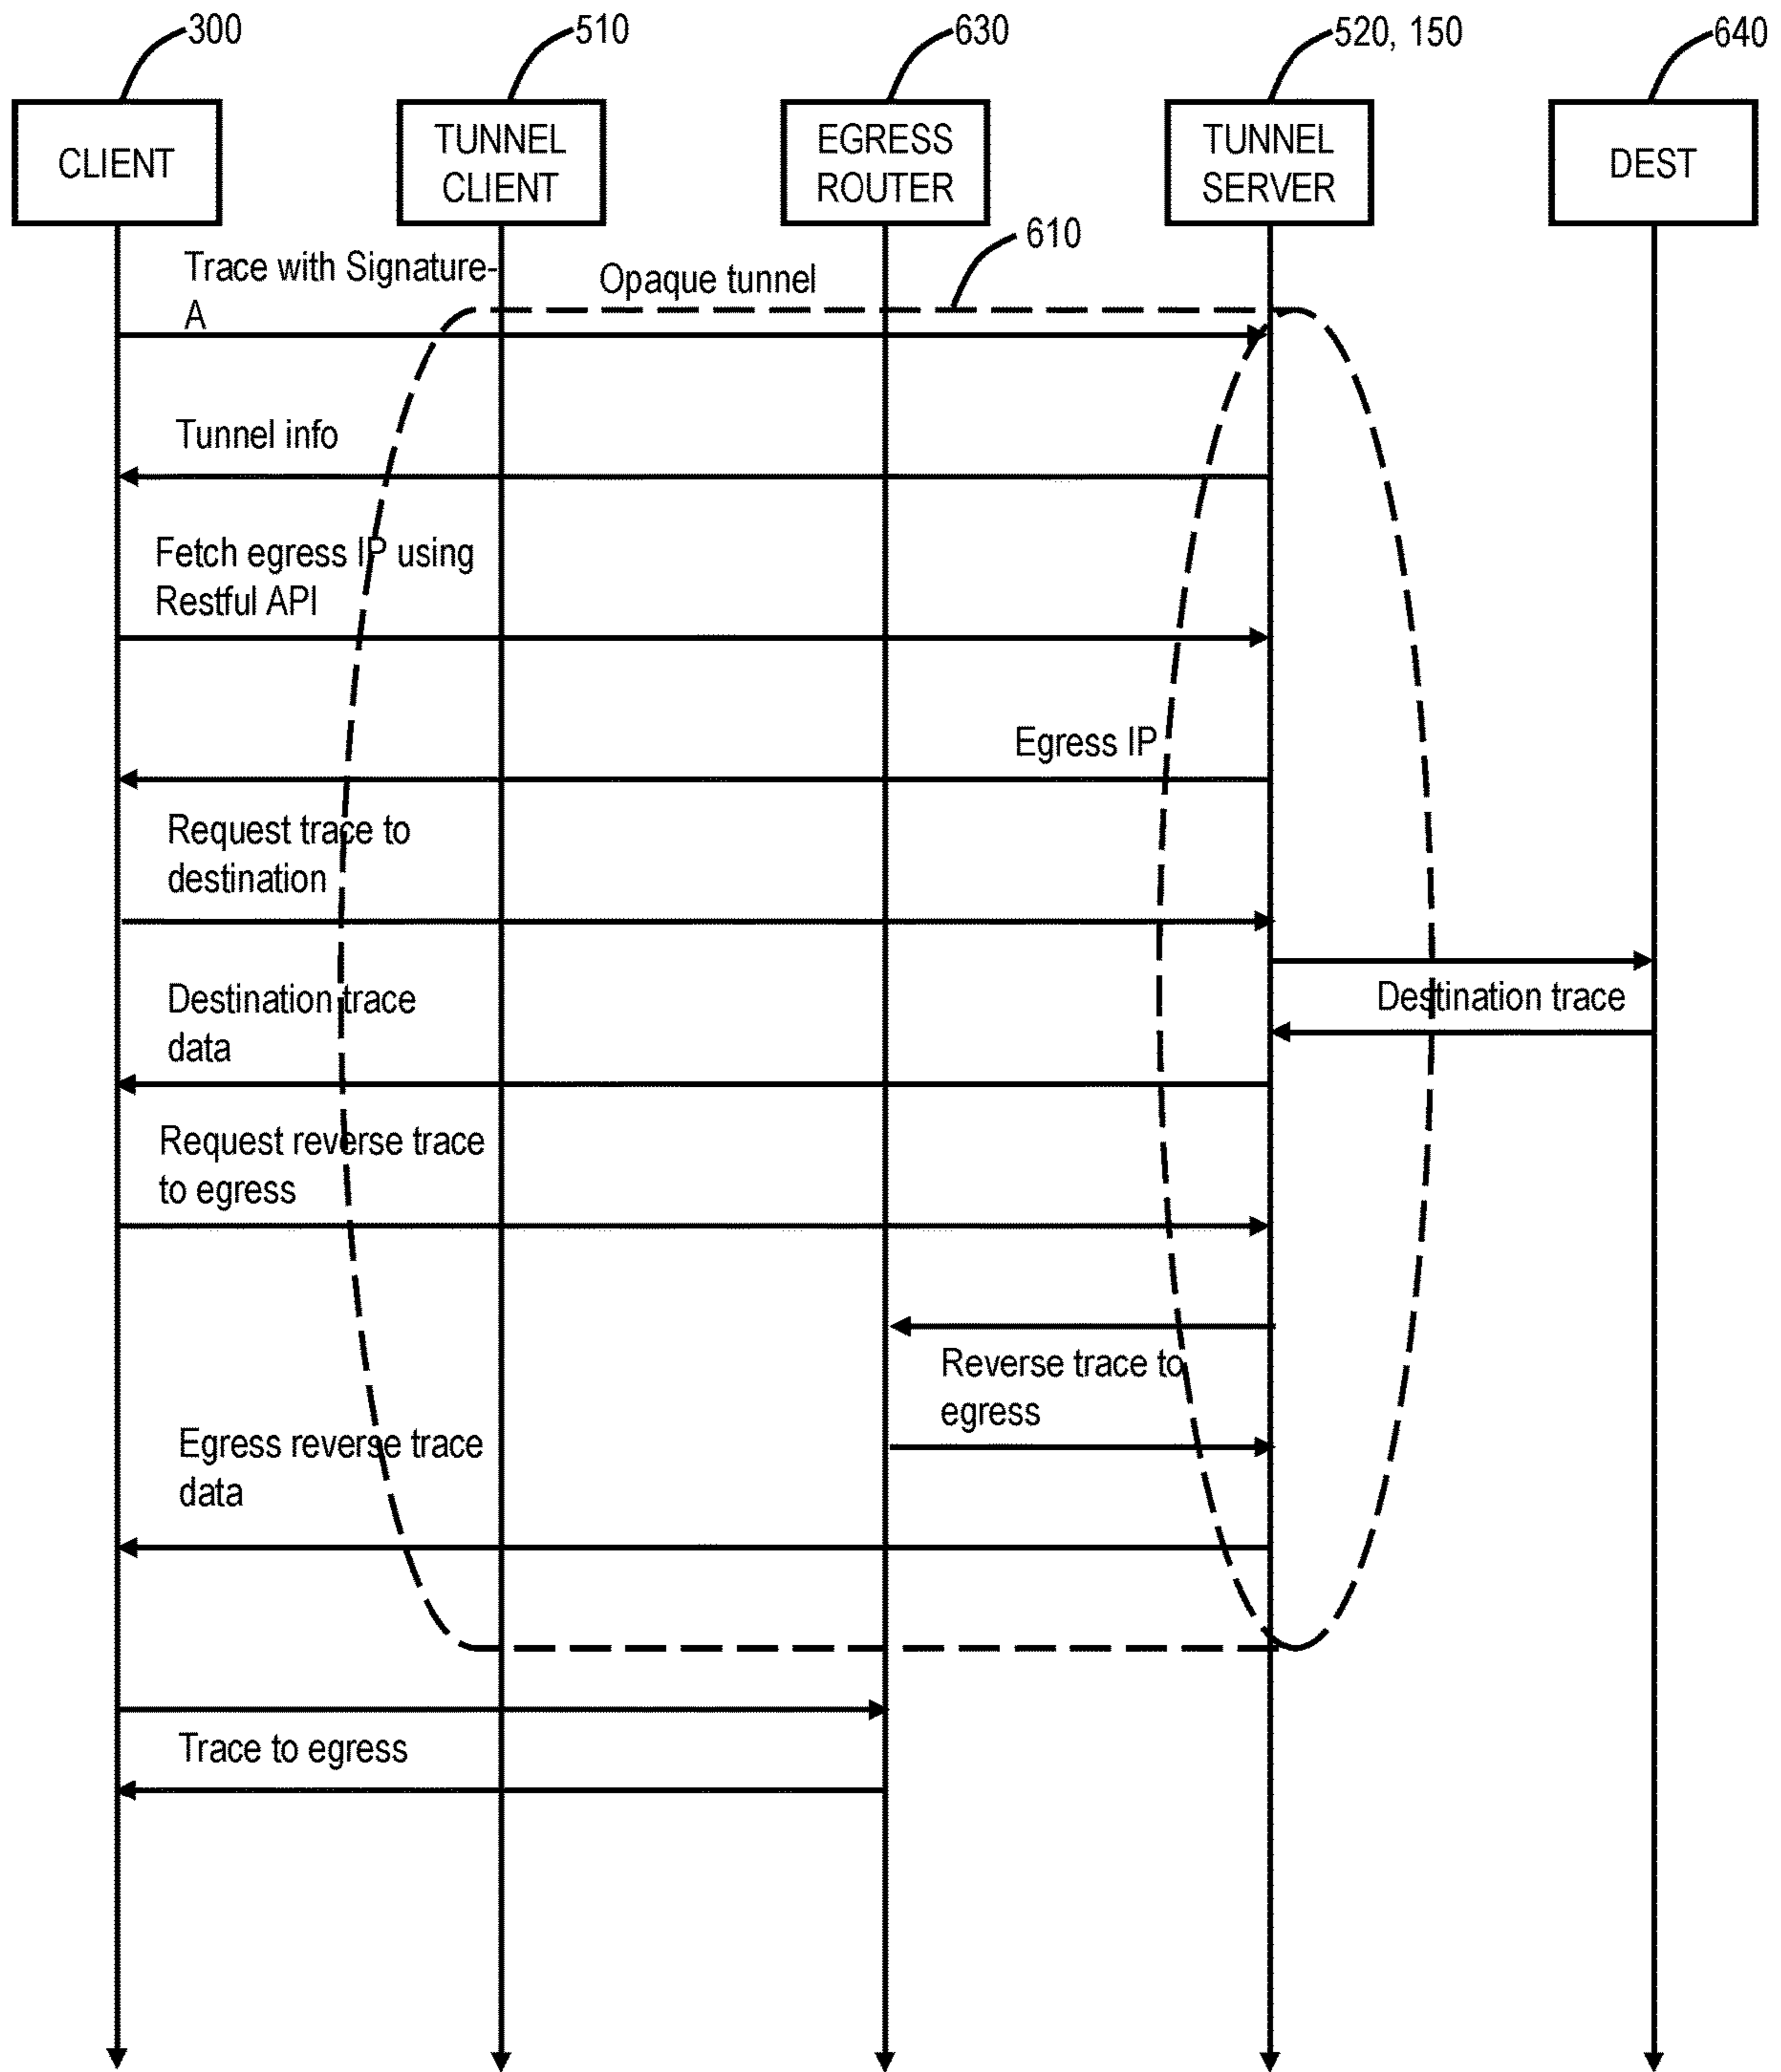 300
510
630
520, 150
640
CLIENT
TUNNEL
CLIENT
EGRESS
ROUTER
TUNNEL
SERVER
DEST
610
Trace with Signature-
A
Opaque tunnel
Tunnel info
Fetch egress IP using
Restful API
Egress IP
Request trace to
destination
Destination trace
Destination trace
data
Request reverse trace
to egress
Reverse trace to
egress
Egress reverse trace
data
Trace to egress